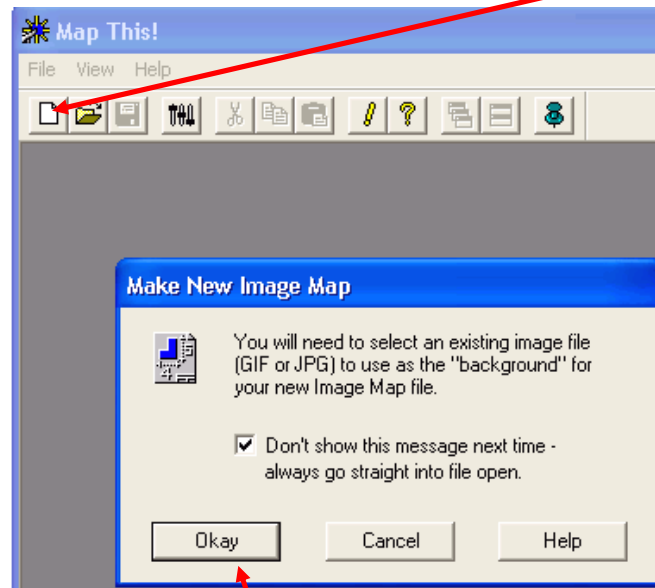 Map This!
File View Help
Make New Image Map
You will need to select an existing image file
(GIF or JPG) to use as the "background" for
your new Image Map file.
Don't show this message next time -
always go straight into file open.
Okay Cancel Help